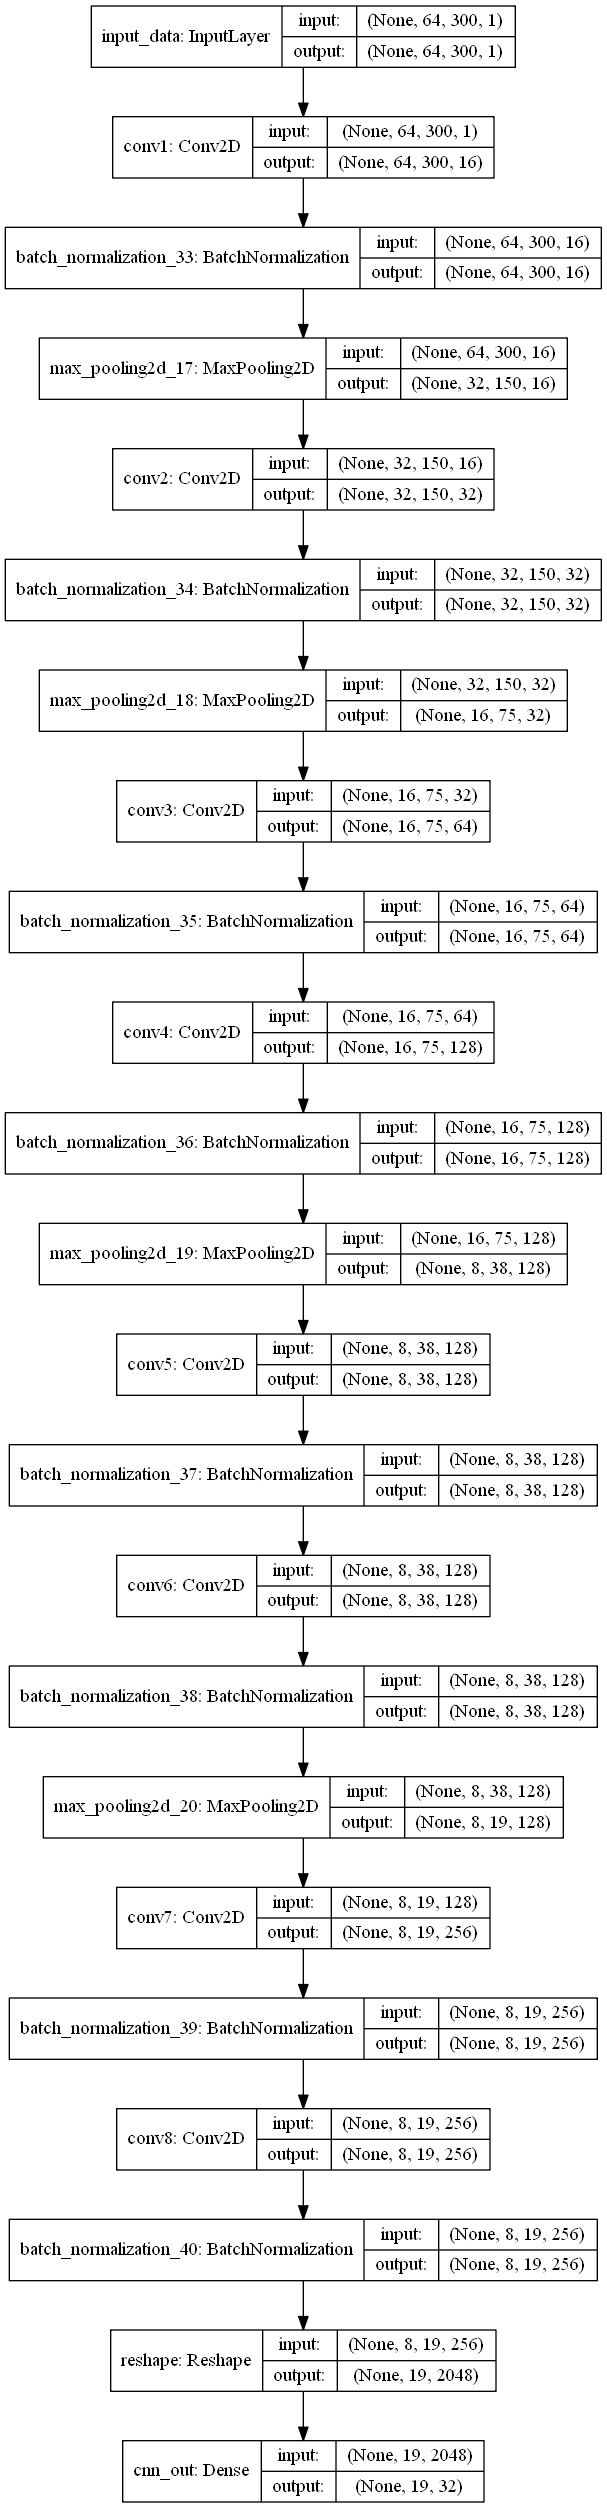 input_data: InputLayer
input: (None, 64, 300, 1)
output: (None, 64, 300, 1)
conv1: Conv2D
input: (None, 64, 300, 1)
output: (None, 64, 300, 16)
batch_normalization_33: BatchNormalization
input: (None, 64, 300, 16)
output: (None, 64, 300, 16)
max_pooling2d_17: MaxPooling2D
input: (None, 64, 300, 16)
output: (None, 32, 150, 16)
conv2: Conv2D
input: (None, 32, 150, 16)
output: (None, 32, 150, 32)
batch_normalization_34: BatchNormalization
input: (None, 32, 150, 32)
output: (None, 32, 150, 32)
max_pooling2d_18: MaxPooling2D
input: (None, 32, 150, 32)
output: (None, 16, 75, 32)
conv3: Conv2D
input: (None, 16, 75, 32)
output: (None, 16, 75, 64)
batch_normalization_35: BatchNormalization
input: (None, 16, 75, 64)
output: (None, 16, 75, 64)
conv4: Conv2D
input: (None, 16, 75, 64)
output: (None, 16, 75, 128)
batch_normalization_36: BatchNormalization
input: (None, 16, 75, 128)
output: (None, 16, 75, 128)
max_pooling2d_19: MaxPooling2D
input: (None, 16, 75, 128)
output: (None, 8, 38, 128)
conv5: Conv2D
input: (None, 8, 38, 128)
output: (None, 8, 38, 128)
batch_normalization_37: BatchNormalization
input: (None, 8, 38, 128)
output: (None, 8, 38, 128)
conv6: Conv2D
input: (None, 8, 38, 128)
output: (None, 8, 38, 128)
batch_normalization_38: BatchNormalization
input: (None, 8, 38, 128)
output: (None, 8, 38, 128)
max_pooling2d_20: MaxPooling2D
input: (None, 8, 38, 128)
output: (None, 8, 19, 128)
conv7: Conv2D
input: (None, 8, 19, 128)
output: (None, 8, 19, 256)
batch_normalization_39: BatchNormalization
input: (None, 8, 19, 256)
output: (None, 8, 19, 256)
conv8: Conv2D
input: (None, 8, 19, 256)
output: (None, 8, 19, 256)
batch_normalization_40: BatchNormalization
input: (None, 8, 19, 256)
output: (None, 8, 19, 256)
reshape: Reshape
input: (None, 8, 19, 256)
output: (None, 19, 2048)
cnn_out: Dense
input: (None, 19, 2048)
output: (None, 19, 32)